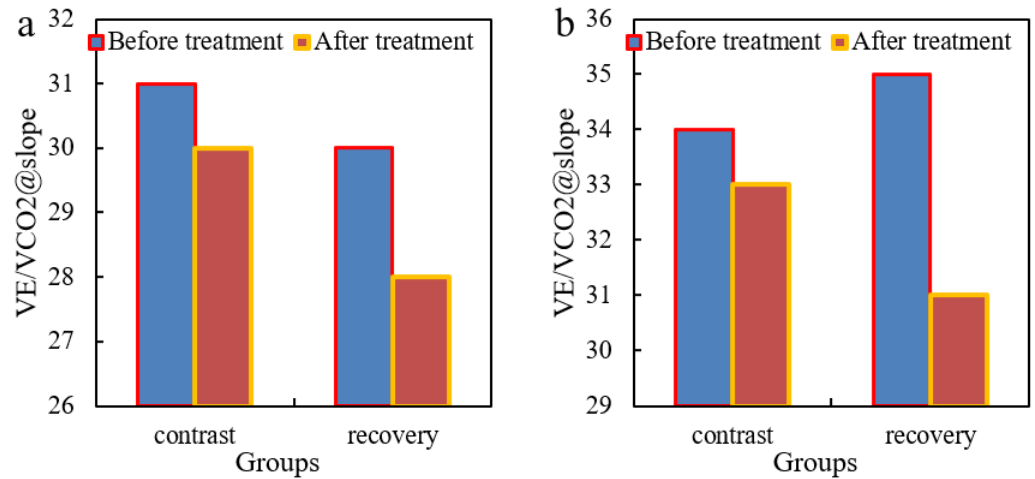 a
32
31
30
29
28
27
26
VE/VCO2@slope
Before treatment After treatment
contrast recovery
Groups
b
36
35
34
33
32
31
30
29
VE/VCO2@slope
Before treatment After treatment
contrast recovery
Groups